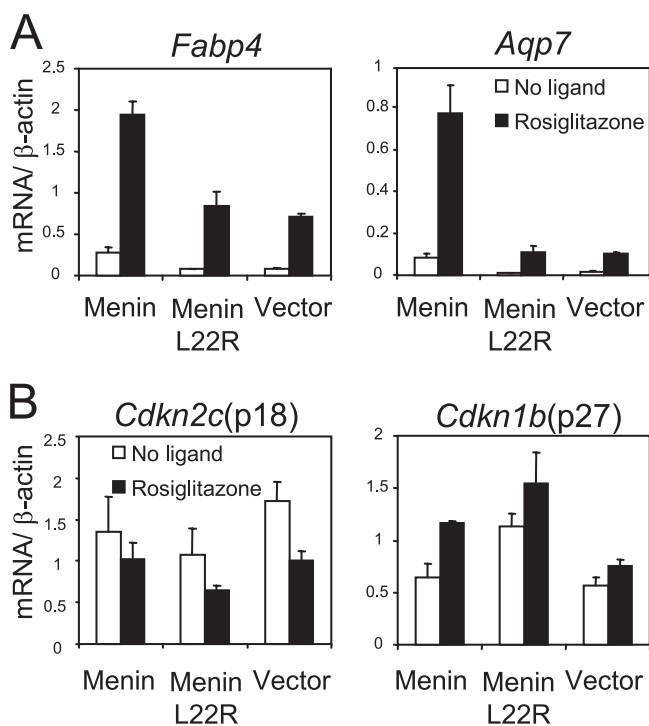 A
Fabp4
Aqp7
mRNA/ β-actin
2.5
2
1.5
1
0.5
0
Menin
Menin
L22R
Vector
1
0.8
0.6
0.4
0.2
0
No ligand
Rosiglitazone
Menin
Menin
L22R
Vector
B
Cdkn2c(p18)
Cdkn1b(p27)
mRNA/ β-actin
2.5
2
1.5
1
0.5
0
No ligand
Rosiglitazone
Menin
Menin
L22R
Vector
2
1.5
1
0.5
0
Menin
Menin
L22R
Vector